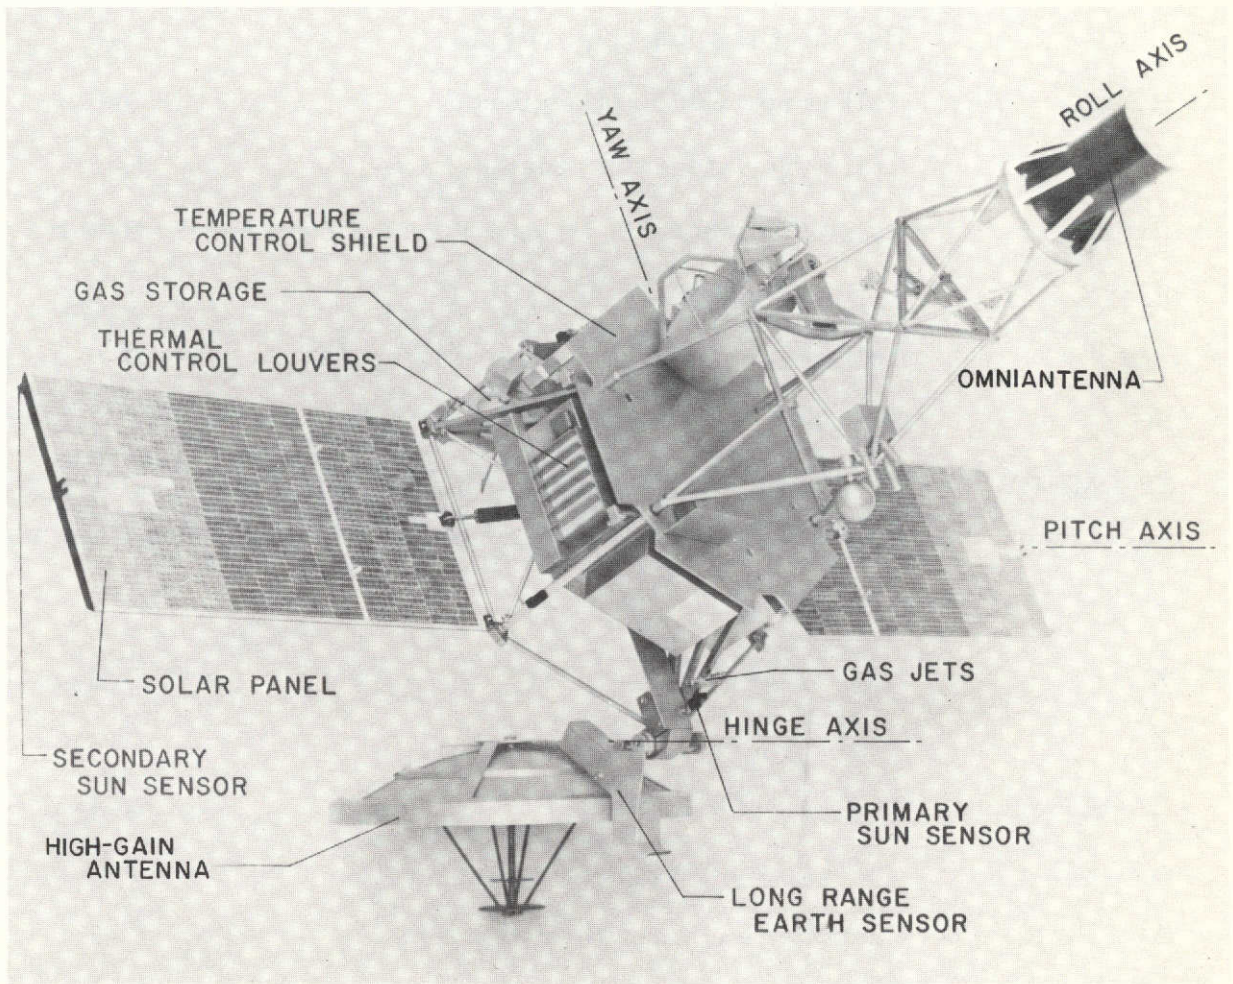 ROLL AXIS
YAW AXIS
TEMPERATURE
CONTROL SHIELD
GAS STORAGE
THERMAL
CONTROL LOUVERS
OMNIANTENNA
PITCH AXIS
GAS JETS
SOLAR PANEL
HINGE AXIS
SECONDARY
SUN SENSOR
PRIMARY
SUN SENSOR
HIGH-GAIN
ANTENNA
LONG RANGE
EARTH SENSOR